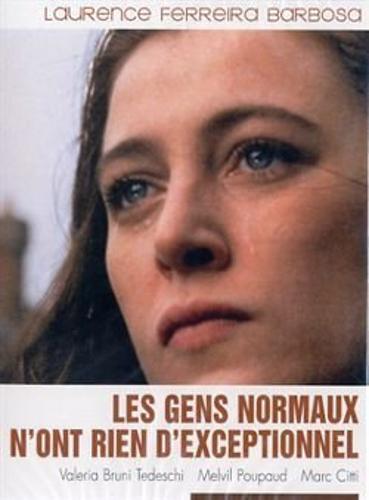 LAURENCE FERREIRA BARBOSA
LES GENS NORMAUX
N'ONT RIEN D'EXCEPTIONNEL
Valeria Bruni Tedeschi Melvil Poupaud Marc Citti